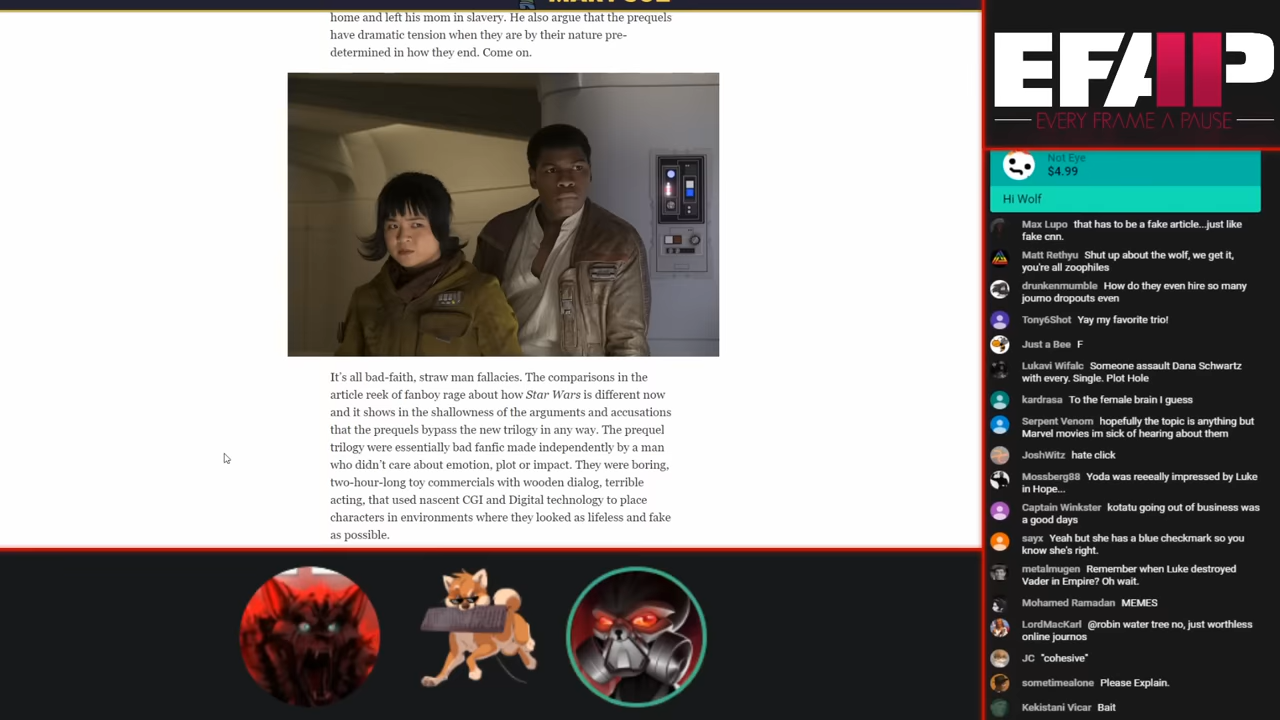 home and left his mom in slavery. He also argue that the prequels
have dramatic tension when they are by their nature pre-
determined in how they end. Come on.
It's all bad-faith, straw man fallacies. The comparisons in the
article reek of fanboy rage about how Star Wars is different now
and it shows in the shallowness of the arguments and accusations
that the prequels bypass the new trilogy in any way. The prequel
trilogy were essentially bad fanfic made independently by a man
who didn't care about emotion, plot or impact. They were boring,
two-hour-long toy commercials with wooden dialog, terrible
acting, that used nascent CGI and Digital technology to place
characters in environments where they looked as lifeless and fake
as possible.
EFAP
EVERY FRAME A PAUSE
Not Eye
$4.99
Hi Wolf
Max Lupo that has to be a fake article...just like
fake cnn.
Matt Rethyu Shut up about the wolf, we get it,
you're all zoophiles
drunkenmumble How do they even hire so many
journo dropouts even
Tony6Shot Yay my favorite trio!
Just a Bee F
Lukavi Wifalc Someone assault Dana Schwartz
with every. Single. Plot Hole
kardrasa To the female brain I guess
Serpent Venom hopefully the topic is anything but
Marvel movies im sick of hearing about them
JoshWitz hate click
Mossberg88 Yoda was reeeally impressed by Luke
in Hope...
Captain Winkster kotatu going out of business was
a good days
sayx Yeah but she has a blue checkmark so you
know she's right.
metalmugen Remember when Luke destroyed
Vader in Empire? Oh wait.
Mohamed Ramadan MEMES
LordMacKarl @robin water tree no, just worthless
online journos
JC "cohesive"
sometimealone Please Explain.
Kekistani Vicar Bait